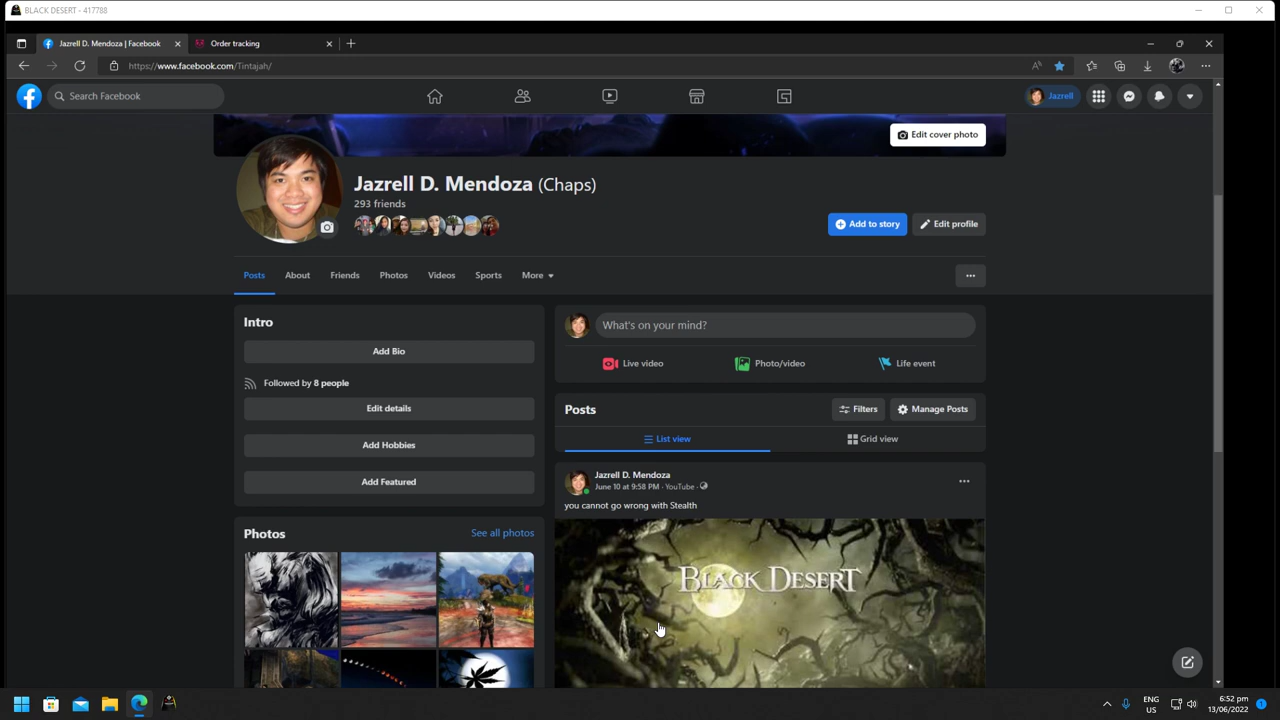 BLACK DESERT - 417788
Jazrell D. Mendoza | Facebook
Order tracking
https://www.facebook.com/Tintajah/
Search Facebook
Jazrell
Edit cover photo
Jazrell D. Mendoza (Chaps)
293 friends
Add to story
Edit profile
Posts
About
Friends
Photos
Videos
Sports
More
Intro
Add Bio
Followed by 8 people
Edit details
Add Hobbies
Add Featured
Photos
See all photos
What's on your mind?
Live video
Photo/video
Life event
Posts
Filters
Manage Posts
List view
Grid view
Jazrell D. Mendoza
June 10 at 9:58 PM · YouTube ·
you cannot go wrong with Stealth
BLACK DESERT
ENG
US
6:52 pm
13/06/2022
1